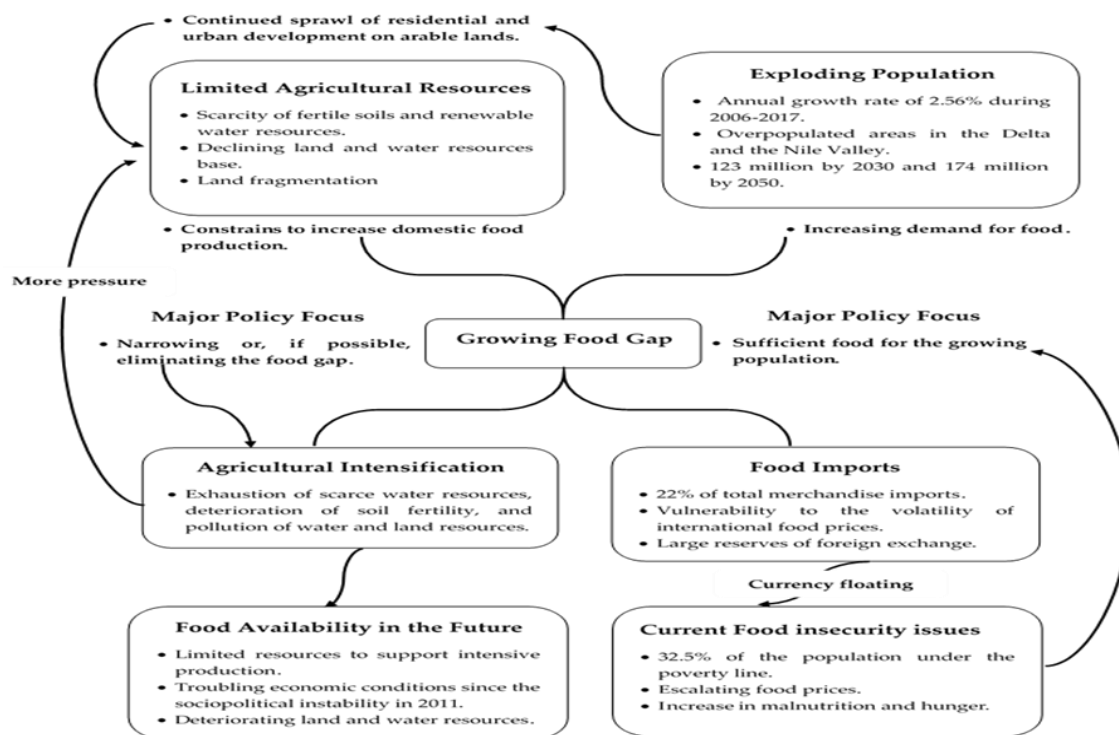 • Continued sprawl of residential and
urban development on arable lands.
Limited Agricultural Resources
• Scarcity of fertile soils and renewable
water resources.
• Declining land and water resources
base.
• Land fragmentation
Exploding Population
• Annual growth rate of 2.56% during
2006-2017.
• Overpopulated areas in the Delta
and the Nile Valley.
• 123 million by 2030 and 174 million
by 2050.
• Constrains to increase domestic food
production.
• Increasing demand for food.
More pressure
Major Policy Focus
• Narrowing or, if possible,
eliminating the food gap.
Growing Food Gap
Major Policy Focus
• Sufficient food for the growing
population.
Agricultural Intensification
• Exhaustion of scarce water resources,
deterioration of soil fertility, and
pollution of water and land resources.
Food Imports
• 22% of total merchandise imports.
• Vulnerability to the volatility of
international food prices.
• Large reserves of foreign exchange.
Currency floating
Food Availability in the Future
• Limited resources to support intensive
production.
• Troubling economic conditions since the
sociopolitical instability in 2011.
• Deteriorating land and water resources.
Current Food insecurity issues
• 32.5% of the population under the
poverty line.
• Escalating food prices.
• Increase in malnutrition and hunger.